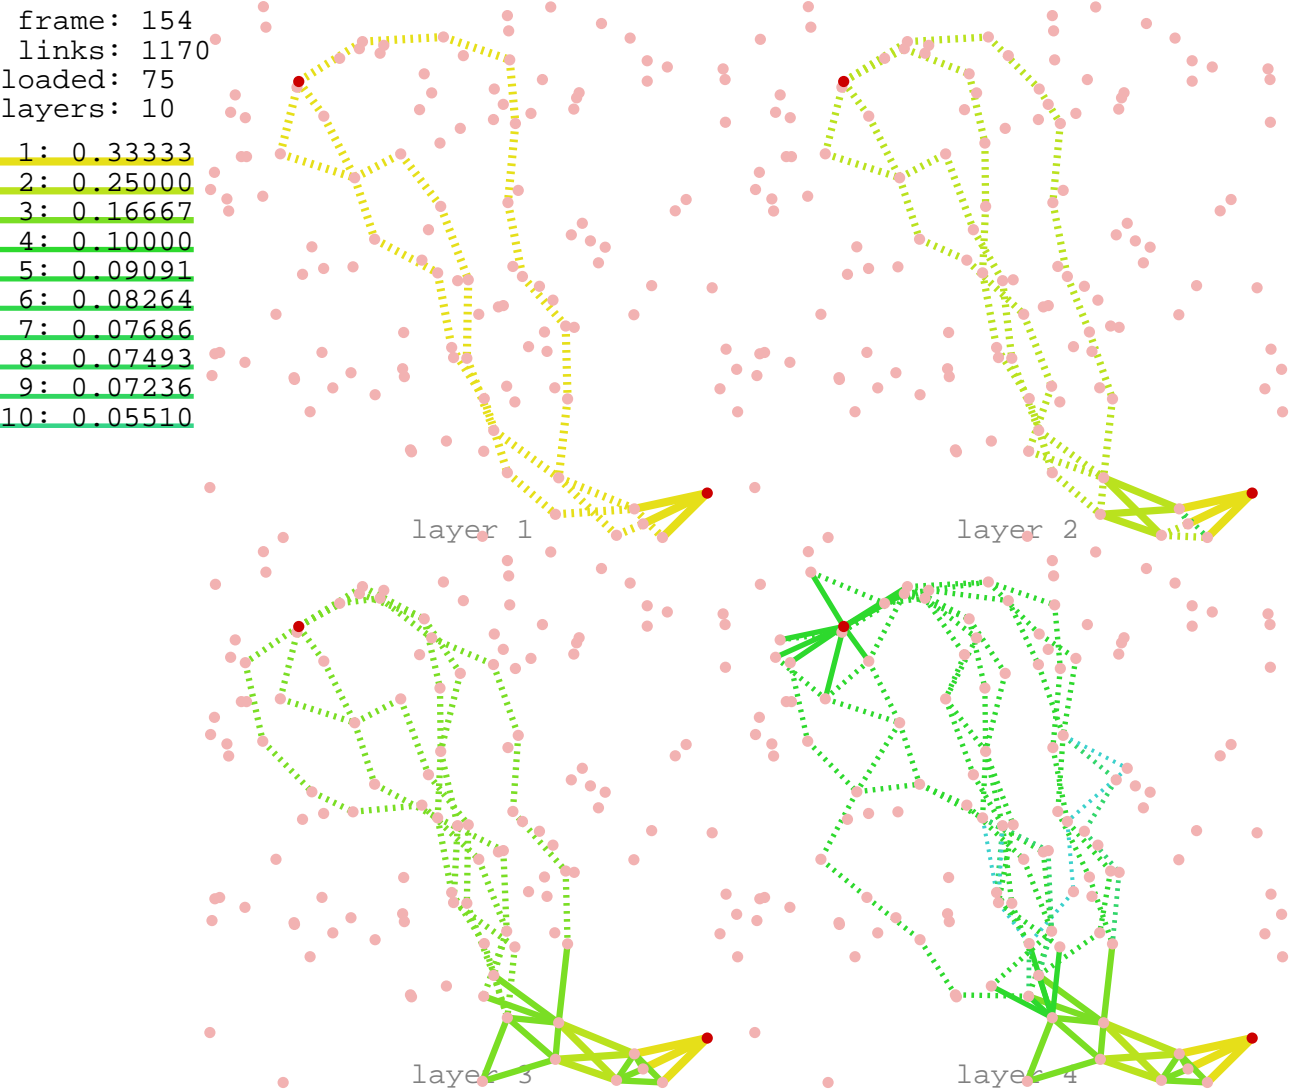 frame: 154
links: 1170
loaded: 75
layers: 10
1: 0.33333
2: 0.25000
3: 0.16667
4: 0.10000
5: 0.09091
6: 0.08264
7: 0.07686
8: 0.07493
9: 0.07236
10: 0.05510
layer 1
layer 2
layer 3
layer 4